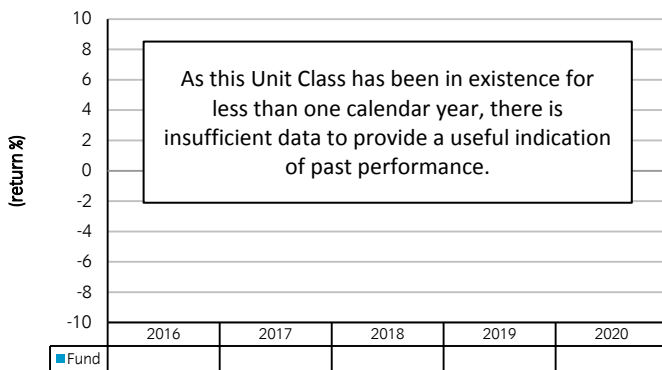 10
8
6
4
2
0
-2
-4
-6
-8
-10
(return %)
As this Unit Class has been in existence for
less than one calendar year, there is
insufficient data to provide a useful indication
of past performance.
2016 2017 2018 2019 2020
Fund